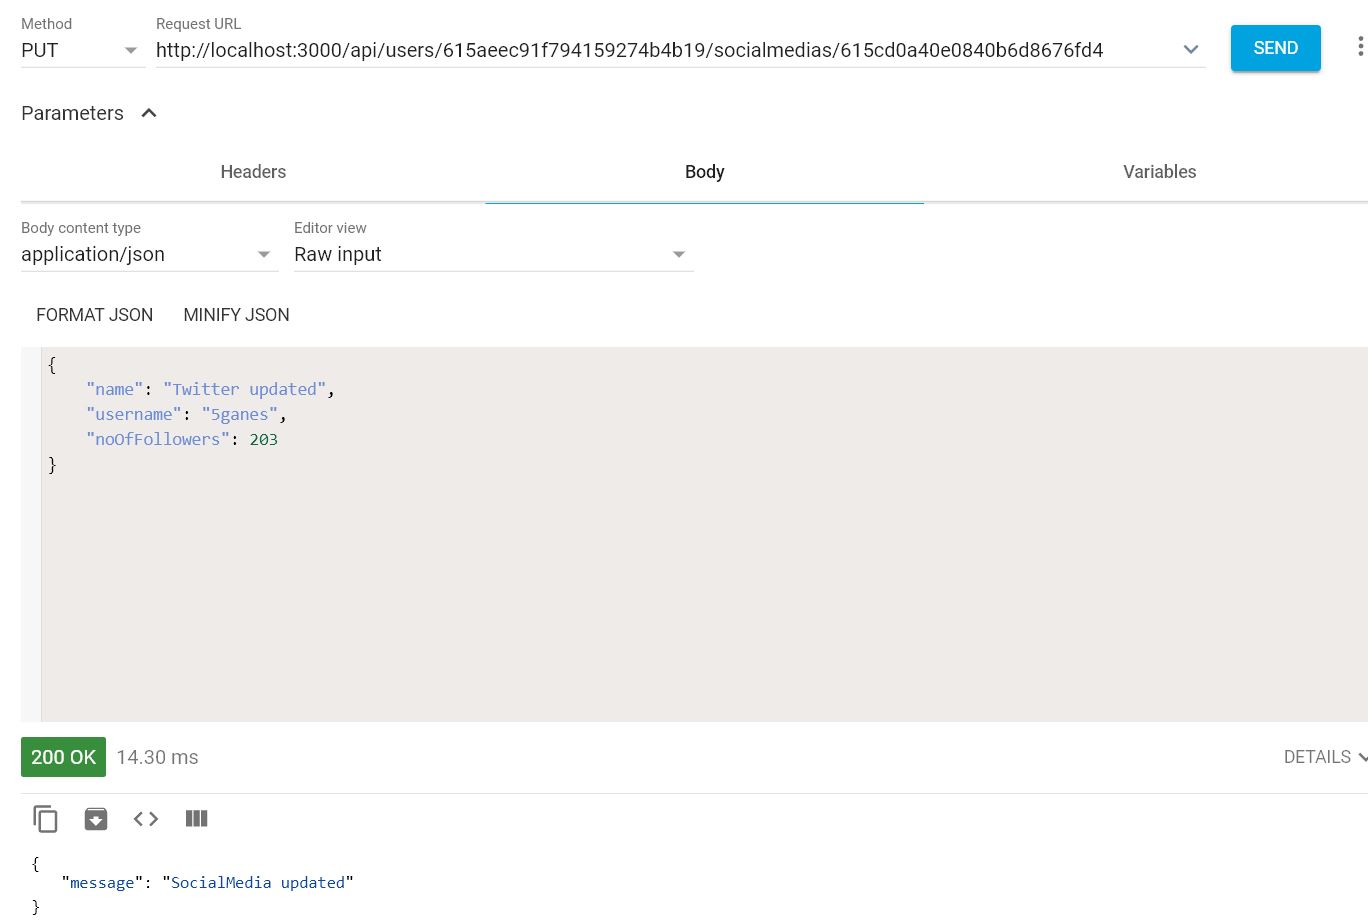 Method
Request URL
PUT
http://localhost:3000/api/users/615aeec91f794159274b4b19/socialmedias/615cd0a40e0840b6d8676fd4
SEND
Parameters
Headers
Body
Variables
Body content type
Editor view
application/json
Raw input
FORMAT JSON
MINIFY JSON
{
    "name": "Twitter updated",
    "username": "5ganes",
    "noOfFollowers": 203
}
200 OK
14.30 ms
DETAILS
{
   "message": "SocialMedia updated"
}